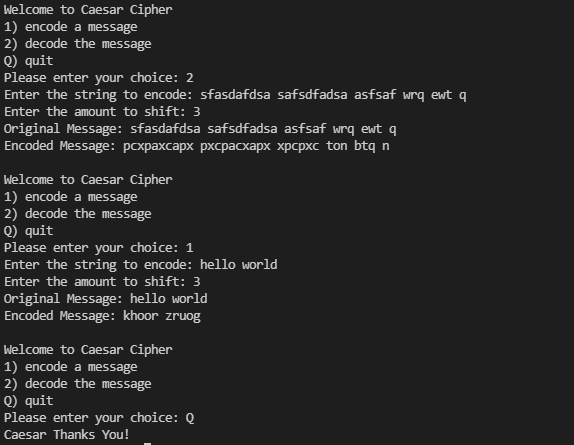 Welcome to Caesar Cipher
1) encode a message
2) decode the message
Q) quit
Please enter your choice: 2
Enter the string to encode: sfasdafdsa safsdfadsa asfsaf wrq ewt q
Enter the amount to shift: 3
Original Message: sfasdafdsa safsdfadsa asfsaf wrq ewt q
Encoded Message: pcxpaxcapx pxcpacxapx xpcpxc ton btq n

Welcome to Caesar Cipher
1) encode a message
2) decode the message
Q) quit
Please enter your choice: 1
Enter the string to encode: hello world
Enter the amount to shift: 3
Original Message: hello world
Encoded Message: khoor zruog

Welcome to Caesar Cipher
1) encode a message
2) decode the message
Q) quit
Please enter your choice: Q
Caesar Thanks You!